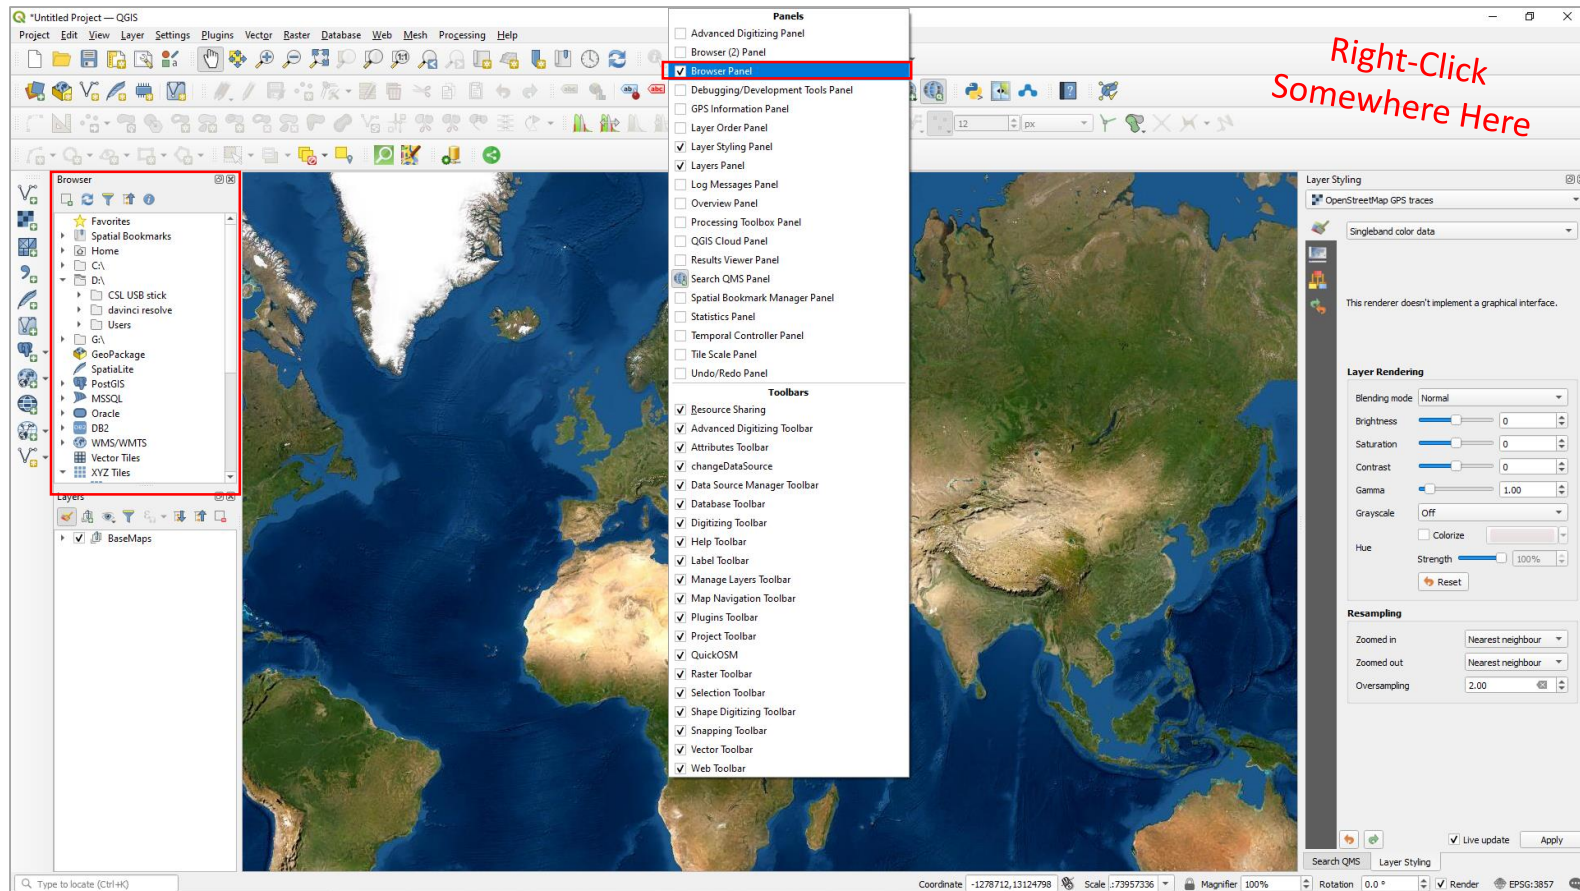 *Untitled Project — QGIS
Project Edit View Layer Settings Plugins Vector Raster Database Web Mesh Processing Help
Right-Click
Somewhere Here
12 px
Panels
Advanced Digitizing Panel
Browser (2) Panel
Browser Panel
Debugging/Development Tools Panel
GPS Information Panel
Layer Order Panel
Layer Styling Panel
Layers Panel
Log Messages Panel
Overview Panel
Processing Toolbox Panel
QGIS Cloud Panel
Results Viewer Panel
Search QMS Panel
Spatial Bookmark Manager Panel
Statistics Panel
Temporal Controller Panel
Tile Scale Panel
Undo/Redo Panel
Toolbars
Resource Sharing
Advanced Digitizing Toolbar
Attributes Toolbar
changeDataSource
Data Source Manager Toolbar
Database Toolbar
Digitizing Toolbar
Help Toolbar
Label Toolbar
Manage Layers Toolbar
Map Navigation Toolbar
Plugins Toolbar
Project Toolbar
QuickOSM
Raster Toolbar
Selection Toolbar
Shape Digitizing Toolbar
Snapping Toolbar
Vector Toolbar
Web Toolbar
Browser
Favorites
Spatial Bookmarks
Home
C:\
D:\
CSL USB stick
davinci resolve
Users
G:\
GeoPackage
SpatiaLite
PostGIS
MSSQL
Oracle
DB2
WMS/WMTS
Vector Tiles
XYZ Tiles
Layers
BaseMaps
Layer Styling
OpenStreetMap GPS traces
Singleband color data
This renderer doesn't implement a graphical interface.
Layer Rendering
Blending mode Normal
Brightness 0
Saturation 0
Contrast 0
Gamma 1.00
Grayscale Off
Hue
Colorize
Strength 100%
Reset
Resampling
Zoomed in Nearest neighbour
Zoomed out Nearest neighbour
Oversampling 2.00
Live update Apply
Search QMS Layer Styling
Type to locate (Ctrl+K)
Coordinate -1278712,13124798 Scale :73957336 Magnifier 100% Rotation 0.0 ° Render EPSG:3857